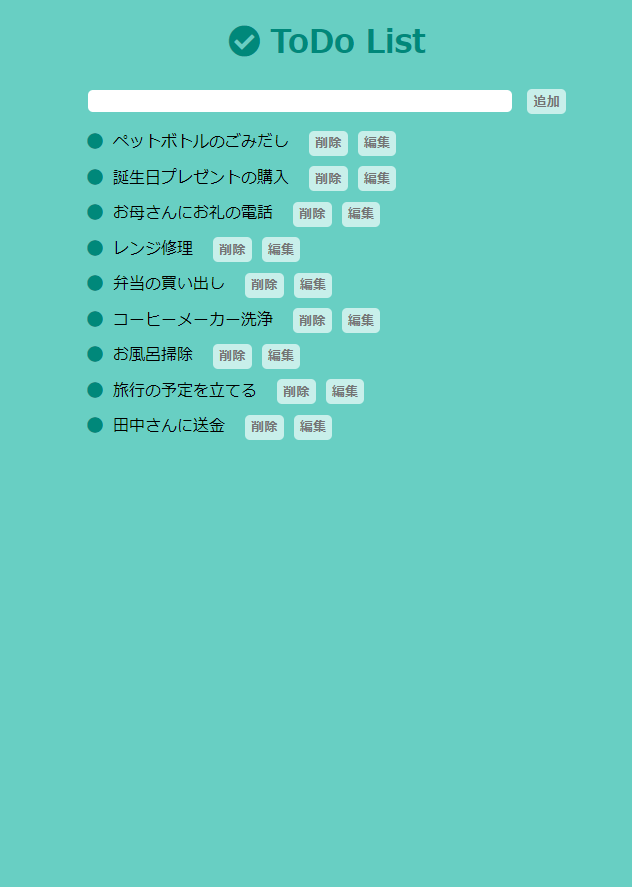 ToDo List
追加
ペットボトルのごみだし 削除 編集
誕生日プレゼントの購入 削除 編集
お母さんにお礼の電話 削除 編集
レンジ修理 削除 編集
弁当の買い出し 削除 編集
コーヒーメーカー洗浄 削除 編集
お風呂掃除 削除 編集
旅行の予定を立てる 削除 編集
田中さんに送金 削除 編集